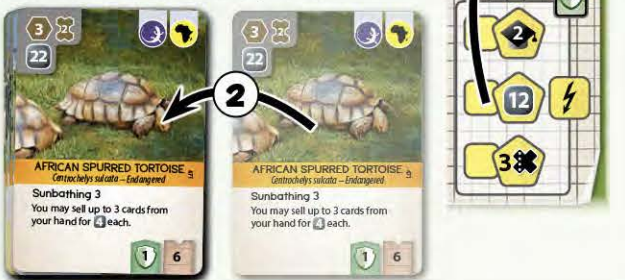 3 2
22
AFRICAN SPURRED TORTOISE
Centrochelys sulcata – Endangered
Sunbathing 3
You may sell up to 3 cards from
your hand for 4 each.
1 6
2
3 2
22
AFRICAN SPURRED TORTOISE
Centrochelys sulcata – Endangered
Sunbathing 3
You may sell up to 3 cards from
your hand for 4 each.
1 6
2
12
3